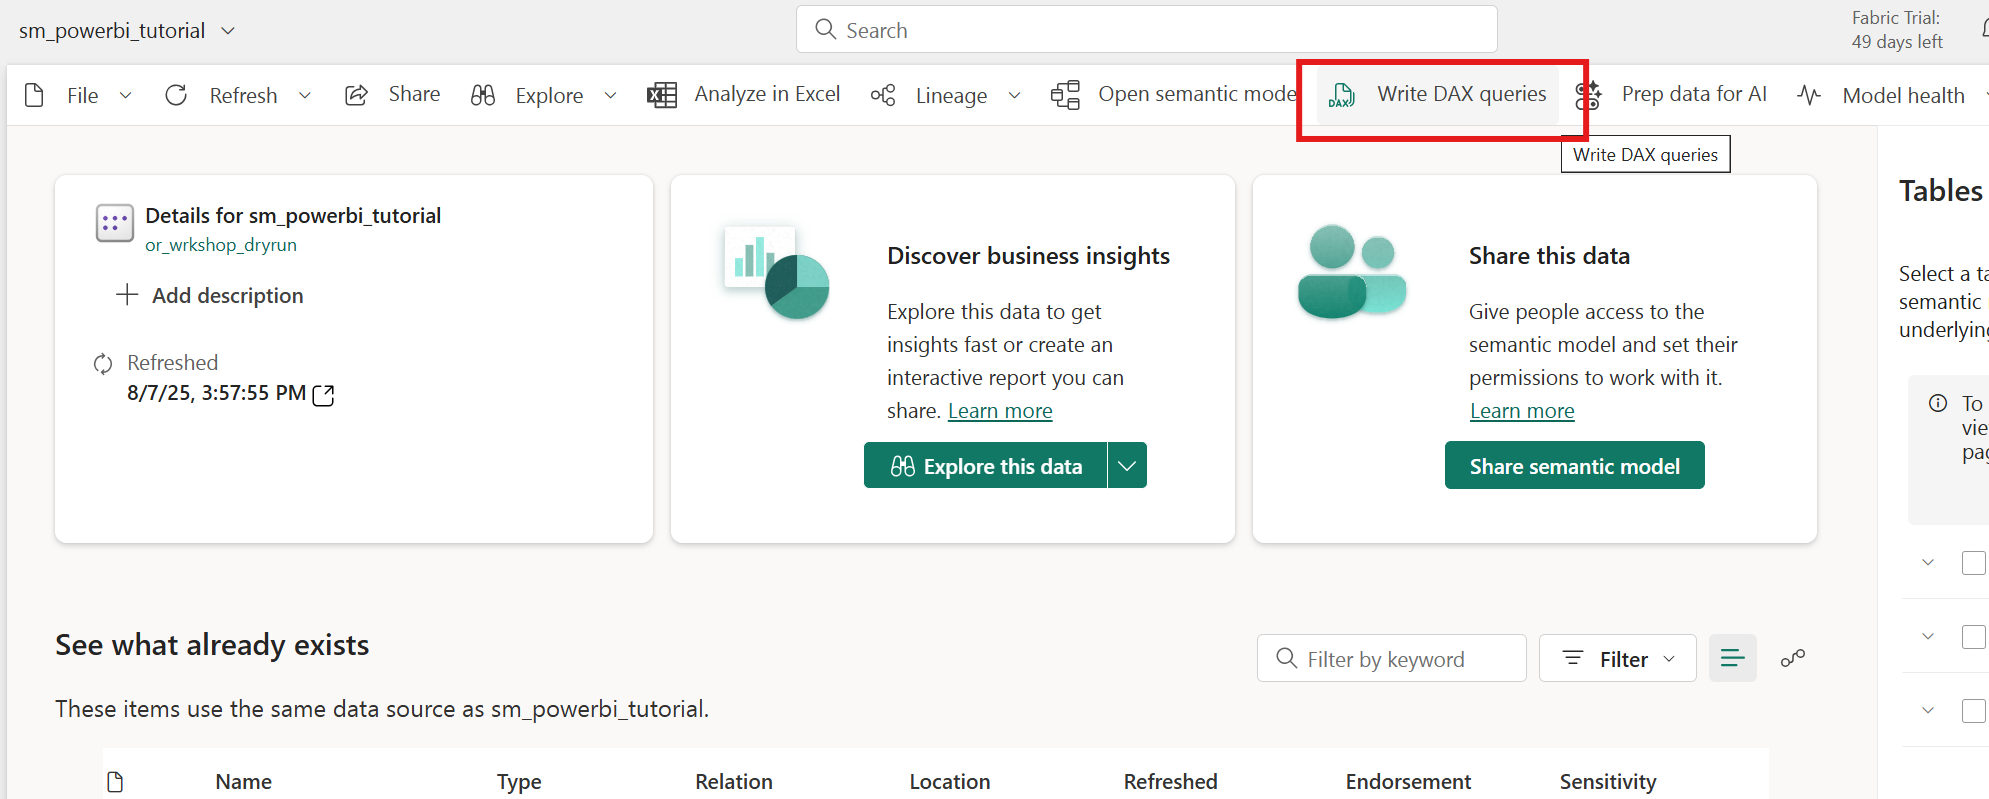 sm_powerbi_tutorial
Search
Fabric Trial:
49 days left
File
Refresh
Share
Explore
Analyze in Excel
Lineage
Open semantic mode
DAX
Write DAX queries
Prep data for AI
Model health
Write DAX queries
Details for sm_powerbi_tutorial
or_wrkshop_dryrun
Add description
Refreshed
8/7/25, 3:57:55 PM
Discover business insights
Explore this data to get
insights fast or create an
interactive report you can
share. Learn more
Explore this data
Share this data
Give people access to the
semantic model and set their
permissions to work with it.
Learn more
Share semantic model
Tables
Select a ta
semantic
underlying
To
vie
pag
See what already exists
Filter by keyword
Filter
These items use the same data source as sm_powerbi_tutorial.
Name
Type
Relation
Location
Refreshed
Endorsement
Sensitivity